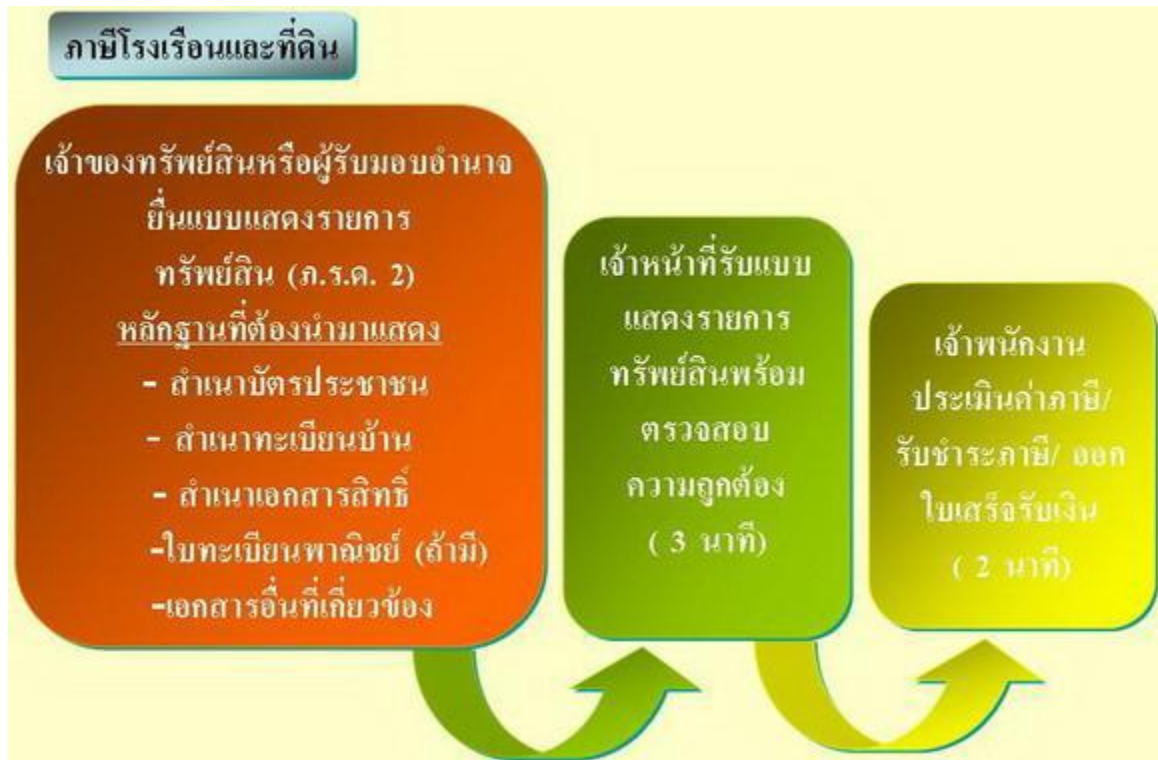 ภาษีโรงเรือนและที่ดิน
เจ้าของทรัพย์สินหรือผู้รับมอบอำนาจ
ยื่นแบบแสดงรายการ
ทรัพย์สิน (ภ.ร.ด. 2)
หลักฐานที่ต้องนำมาแสดง
- สำเนาบัตรประชาชน
- สำเนาทะเบียนบ้าน
- สำเนาเอกสารสิทธิ์
-ใบทะเบียนพาณิชย์ (ถ้ามี)
-เอกสารอื่นที่เกี่ยวข้อง
เจ้าหน้าที่รับแบบ
แสดงรายการ
ทรัพย์สินพร้อม
ตรวจสอบ
ความถูกต้อง
( 3 นาที)
เจ้าพนักงาน
ประเมินค่าภาษี/
รับชำระภาษี/ ออก
ใบเสร็จรับเงิน
( 2 นาที)